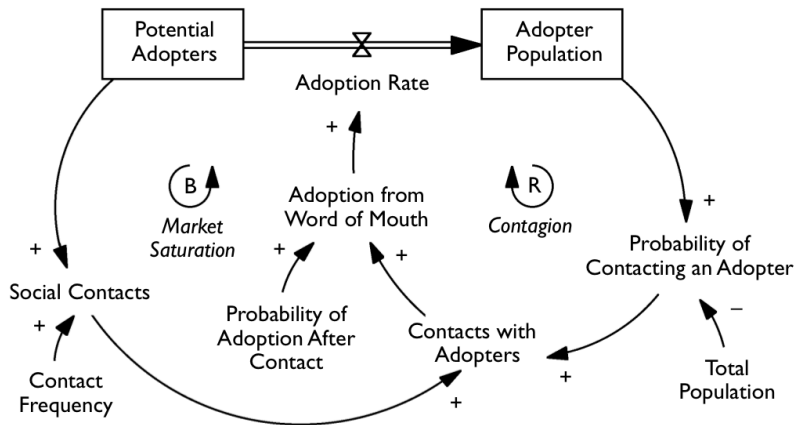 Potential
Adopters
Adopter
Population
Adoption Rate
+
B
Market
Saturation
Adoption from
Word of Mouth
R
Contagion
+
+
+
+
Probability of
Contacting an Adopter
Social Contacts
+
Probability of
Adoption After
Contact
Contacts with
Adopters
–
Total
Population
Contact
Frequency
+
+